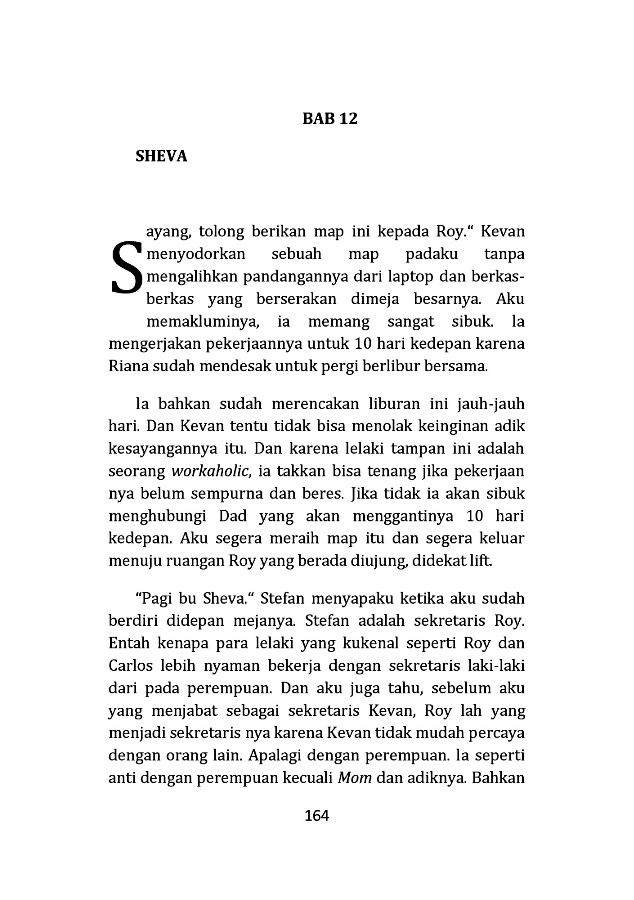 BAB 12
SHEVA
Sayang, tolong berikan map ini kepada Roy.“ Kevan
menyodorkan sebuah map padaku tanpa
mengalihkan pandangannya dari laptop dan berkas-
berkas yang berserakan dimeja besarnya. Aku
memakluminya, ia memang sangat sibuk. Ia
mengerjakan pekerjaannya untuk 10 hari kedepan karena
Riana sudah mendesak untuk pergi berlibur bersama.
Ia bahkan sudah merencakan liburan ini jauh-jauh
hari. Dan Kevan tentu tidak bisa menolak keinginan adik
kesayangannya itu. Dan karena lelaki tampan ini adalah
seorang workaholic, ia takkan bisa tenang jika pekerjaan
nya belum sempurna dan beres. Jika tidak ia akan sibuk
menghubungi Dad yang akan menggantinya 10 hari
kedepan. Aku segera meraih map itu dan segera keluar
menuju ruangan Roy yang berada diujung, didekat lift.
“Pagi bu Sheva.“ Stefan menyapaku ketika aku sudah
berdiri didepan mejanya. Stefan adalah sekretaris Roy.
Entah kenapa para lelaki yang kukenal seperti Roy dan
Carlos lebih nyaman bekerja dengan sekretaris laki-laki
dari pada perempuan. Dan aku juga tahu, sebelum aku
yang menjabat sebagai sekretaris Kevan, Roy lah yang
menjadi sekretaris nya karena Kevan tidak mudah percaya
dengan orang lain. Apalagi dengan perempuan. Ia seperti
anti dengan perempuan kecuali Mom dan adiknya. Bahkan
164